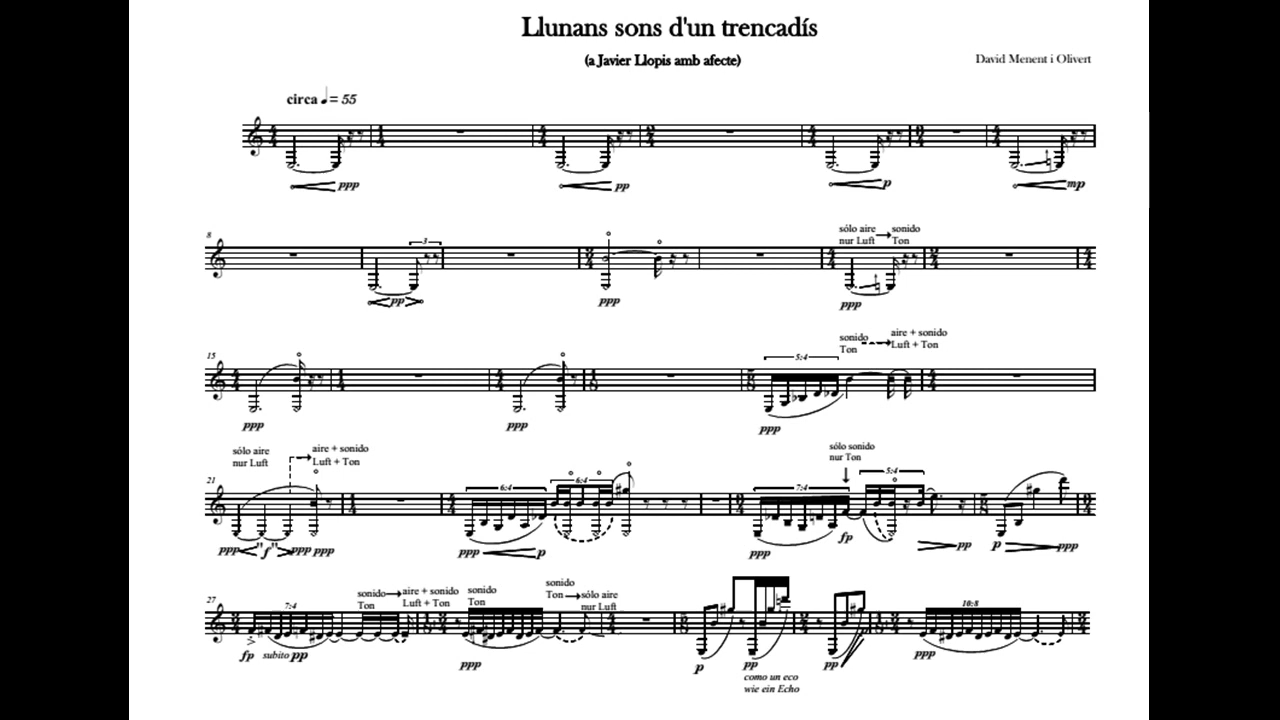 Llunans sons d'un trencadís
(a Javier Llopis amb afecte)
David Menent i Olivert
circa ♩= 55
ppp
pp
p
mp
8
3
sólo aire → sonido
nur Luft Ton
pp
ppp
ppp
15
5:4
sonido
Ton
aire + sonido
Luft + Ton
ppp
ppp
ppp
21
sólo aire
nur Luft
aire + sonido
Luft + Ton
6:4
6:4
7:4
sólo sonido
nur Ton
5:4
ppp "f" ppp ppp
ppp
p
ppp
fp
pp
p
ppp
27
7:4
sonido → aire + sonido
Ton Luft + Ton
sonido
Ton
sonido
Ton → sólo aire
nur Luft
10:8
fp subito pp
ppp
p
pp
como un eco
wie ein Echo
pp
ppp